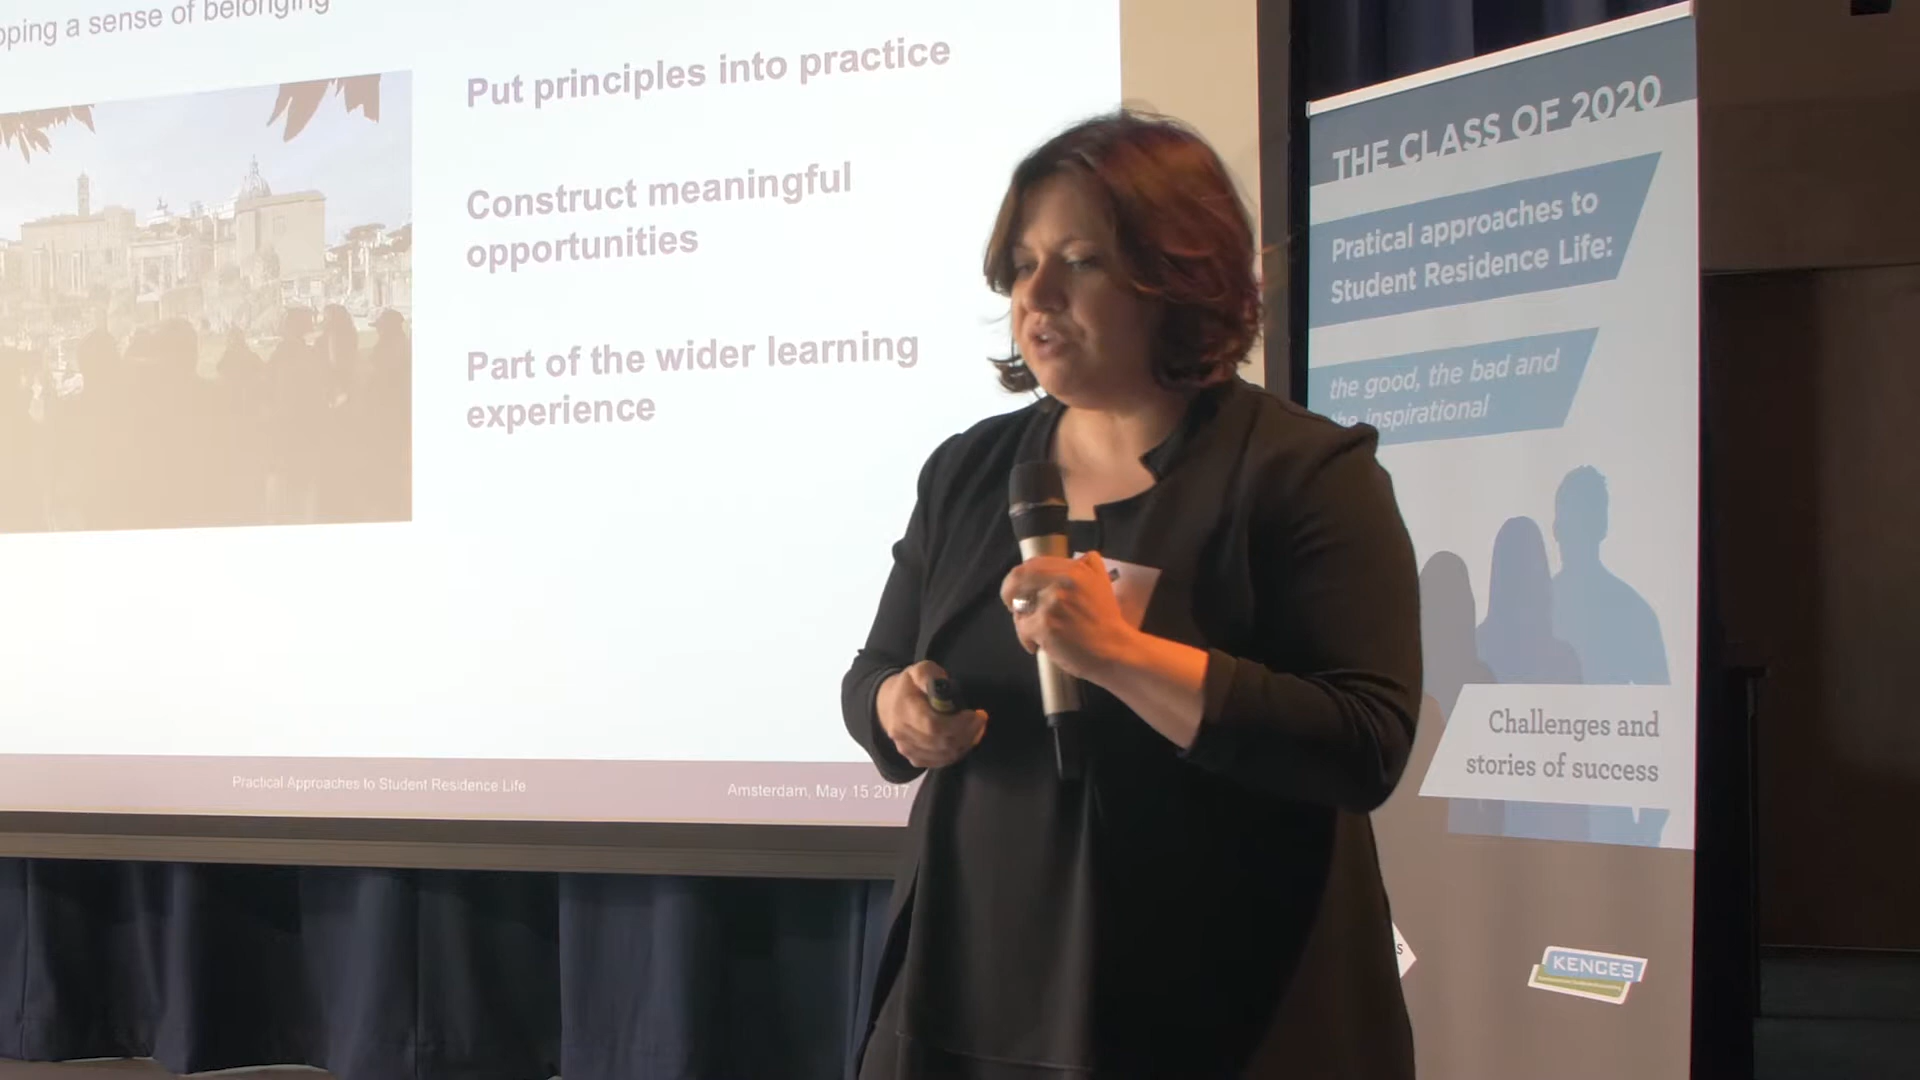 a sense of belonging
Put principles into practice
Construct meaningful
opportunities
Part of the wider learning
experience
Practical Approaches to Student Residence Life
Amsterdam, May 15 2017
THE CLASS OF 2020
Pratical approaches to
Student Residence Life:
the good, the bad and
the inspirational
Challenges and
stories of success
KENCES